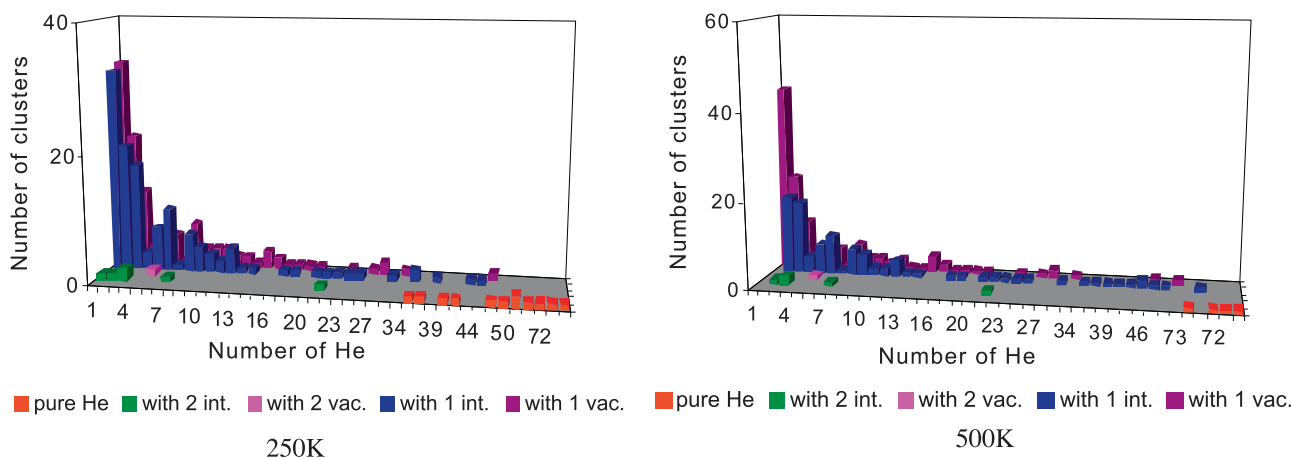 40
20
0
Number of clusters
1 4 7 10 13 16 20 23 27 34 39 44 50 72
Number of He
pure He with 2 int. with 2 vac. with 1 int. with 1 vac.
250K
60
40
20
0
Number of clusters
1 4 7 10 13 16 20 23 27 34 39 46 73 72
Number of He
pure He with 2 int. with 2 vac. with 1 int. with 1 vac.
500K